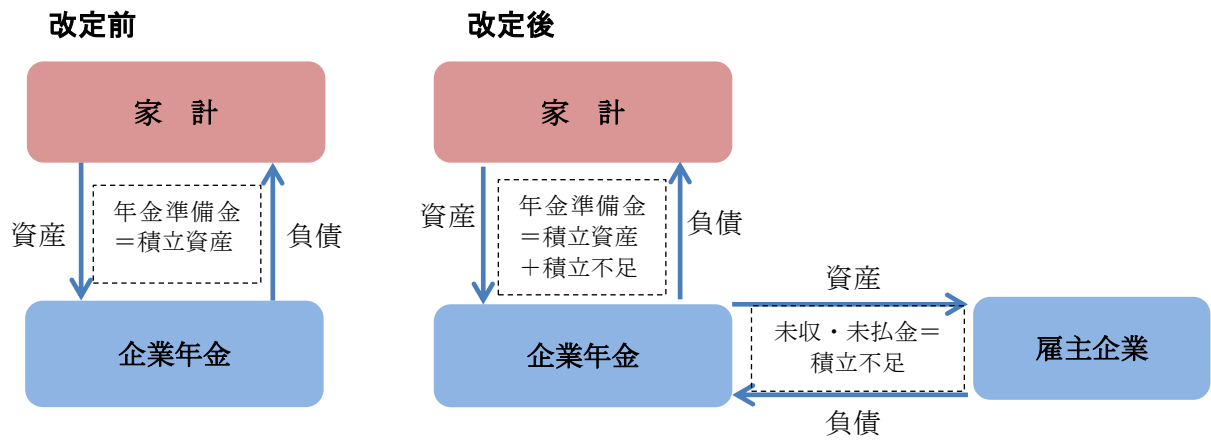 改定前
家　計
資産
年金準備金
＝積立資産
負債
企業年金
改定後
家　計
資産
年金準備金
＝積立資産
＋積立不足
負債
企業年金
資産
未収・未払金＝
積立不足
負債
雇主企業